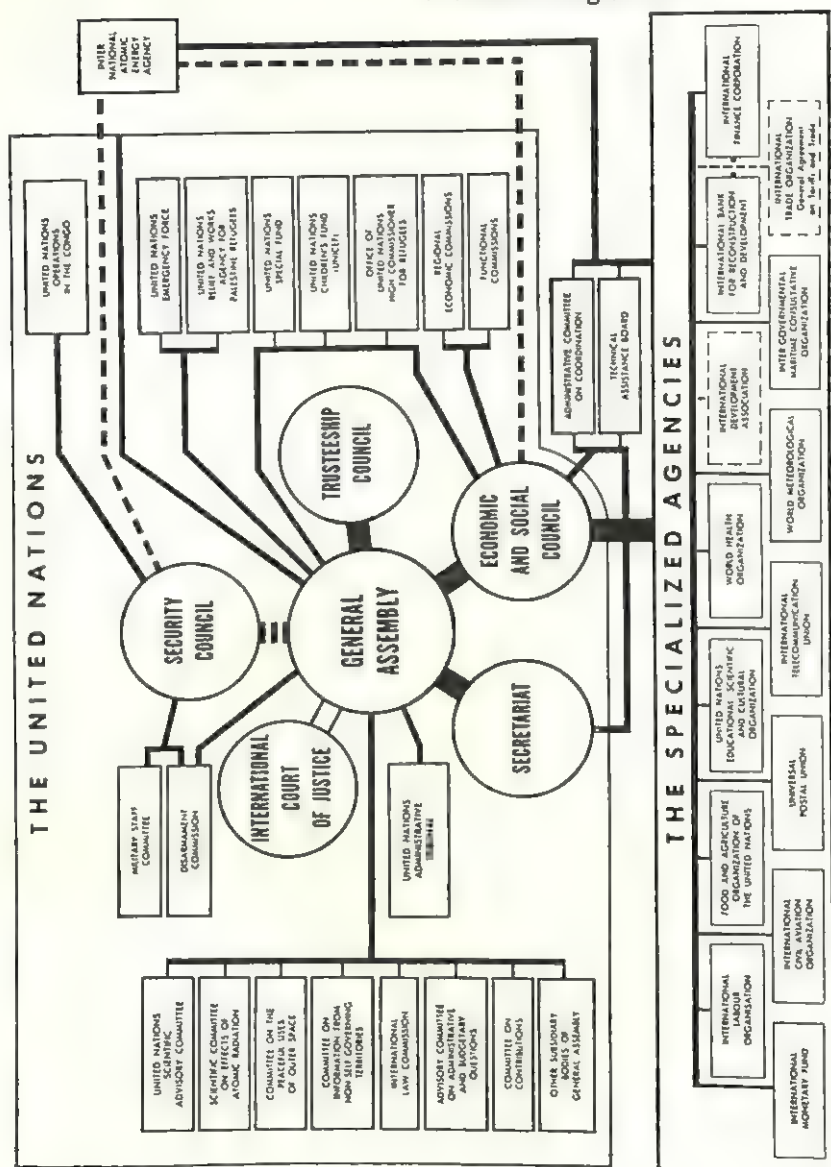 THE UNITED NATIONS
INTER
NATIONAL
ATOMIC
ENERGY
AGENCY
UNITED NATIONS
OPERATIONS
IN THE CONGO
MILITARY STAFF
COMMITTEE
DISARMAMENT
COMMISSION
SECURITY
COUNCIL
UNITED NATIONS
EMERGENCY FORCE
UNITED NATIONS
RELIEF AND WORKS
AGENCY FOR
PALESTINE REFUGEES
UNITED NATIONS
SPECIAL FUND
UNITED NATIONS
CHILDREN'S FUND
(UNICEF)
OFFICE OF
UNITED NATIONS
HIGH COMMISSIONER
FOR REFUGEES
REGIONAL
ECONOMIC COMMISSIONS
FUNCTIONAL
COMMISSIONS
INTERNATIONAL
COURT
OF JUSTICE
GENERAL
ASSEMBLY
TRUSTEESHIP
COUNCIL
UNITED NATIONS
ADMINISTRATIVE
SECRETARIAT
ECONOMIC
AND SOCIAL
COUNCIL
ADMINISTRATIVE COMMITTEE
ON COORDINATION
TECHNICAL
ASSISTANCE BOARD
UNITED NATIONS
SCIENTIFIC
ADVISORY COMMITTEE
SCIENTIFIC COMMITTEE
ON EFFECTS OF
ATOMIC RADIATION
COMMITTEE ON THE
PEACEFUL USES
OF OUTER SPACE
COMMITTEE ON
INFORMATION FROM
NON SELF GOVERNING
TERRITORIES
INTERNATIONAL
LAW COMMISSION
ADVISORY COMMITTEE
ON ADMINISTRATIVE
AND BUDGETARY
QUESTIONS
COMMITTEE ON
CONTRIBUTIONS
OTHER SUBSIDIARY
BODIES OF
GENERAL ASSEMBLY
THE SPECIALIZED AGENCIES
INTERNATIONAL
LABOUR
ORGANISATION
FOOD AND AGRICULTURE
ORGANIZATION OF
THE UNITED NATIONS
UNITED NATIONS
EDUCATIONAL SCIENTIFIC
AND CULTURAL
ORGANIZATION
WORLD HEALTH
ORGANIZATION
INTERNATIONAL
DEVELOPMENT
ASSOCIATION
INTERNATIONAL BANK
FOR RECONSTRUCTION
AND DEVELOPMENT
INTERNATIONAL
FINANCE CORPORATION
INTERNATIONAL
MONETARY FUND
INTERNATIONAL
CIVIL AVIATION
ORGANIZATION
UNIVERSAL
POSTAL UNION
INTERNATIONAL
TELECOMMUNICATION
UNION
WORLD METEOROLOGICAL
ORGANIZATION
INTER GOVERNMENTAL
MARITIME CONSULTATIVE
ORGANIZATION
INTERNATIONAL
TRADE ORGANIZATION
General Agreement
on Tariffs and Trade